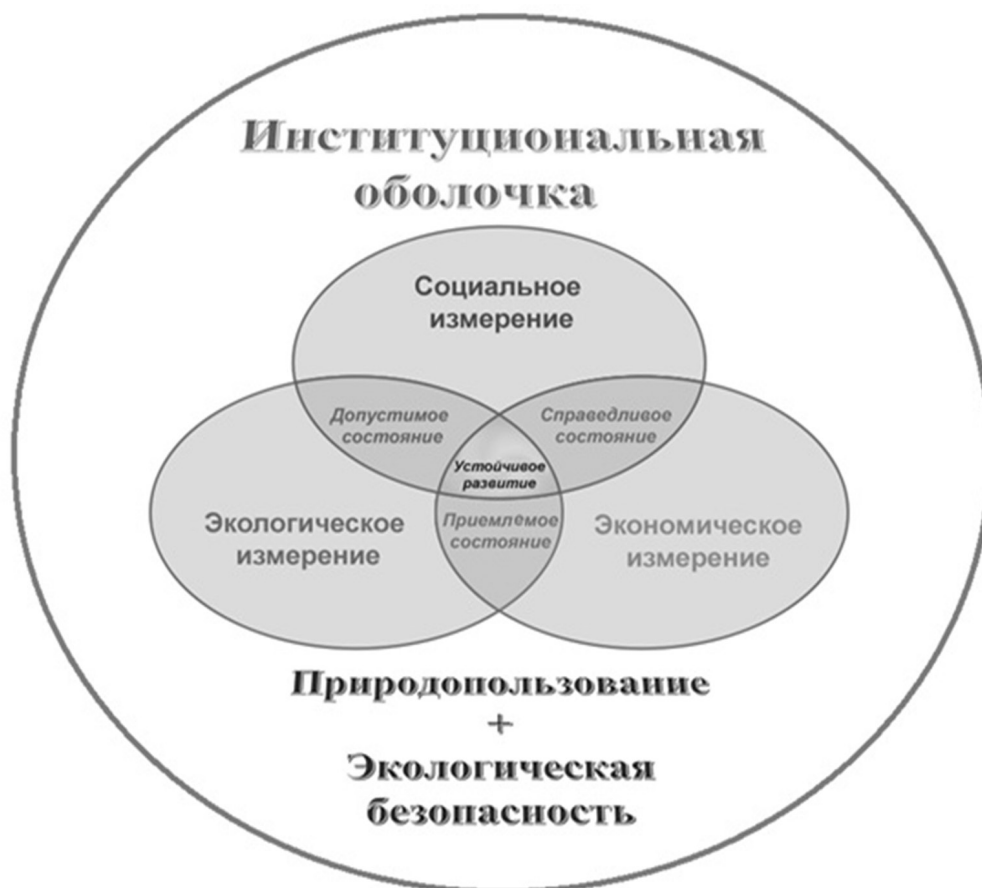 Институциональная
оболочка
Социальное
измерение
Допустимое
состояние
Справедливое
состояние
Устойчивое
развитие
Экологическое
измерение
Приемлемое
состояние
Экономическое
измерение
Природопользование
+
Экологическая
безопасность